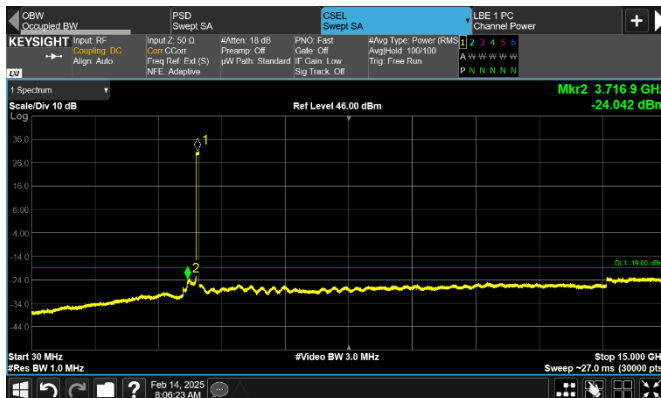 OBW
Occupied BW
PSD
Swept SA
CSEL
Swept SA
LBE 1 PC
Channel Power
KEYSIGHT
Input: RF
Coupling: DC
Align: Auto
Input Z: 50 Ω
Corr CCorr
Freq Ref: Ext (S)
NFE: Adaptive
#Atten: 18 dB
Preamp: Off
µW Path: Standard
PNO: Fast
Gate: Off
IF Gain: Low
Sig Track: Off
#Avg Type: Power (RMS
Avg|Hold: 100/100
Trig: Free Run
1 2 3 4 5 6
A W W W W W
P N N N N N
LXI
1 Spectrum
Scale/Div 10 dB
Log
Ref Level 46.00 dBm
Mkr2 3.716 9 GHz
-24.042 dBm
36.0
26.0
16.0
6.00
-4.00
-14.0
-24.0
-34.0
-44.0
1
2
DL1 -19.00 dBm
Start 30 MHz
#Res BW 1.0 MHz
#Video BW 3.0 MHz
Stop 15.000 GH
Sweep ~27.0 ms (30000 pts
?
Feb 14, 2025
8:06:23 AM